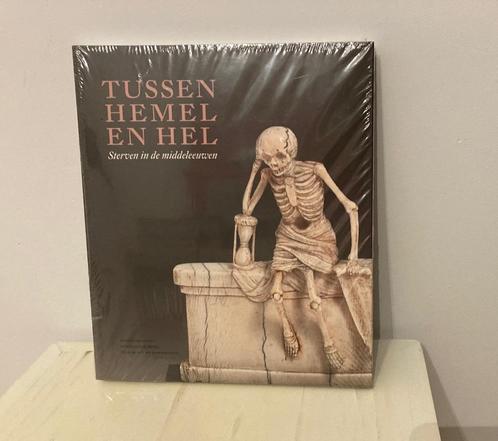 TUSSEN
HEMEL
EN HEL
Sterven in de middeleeuwen